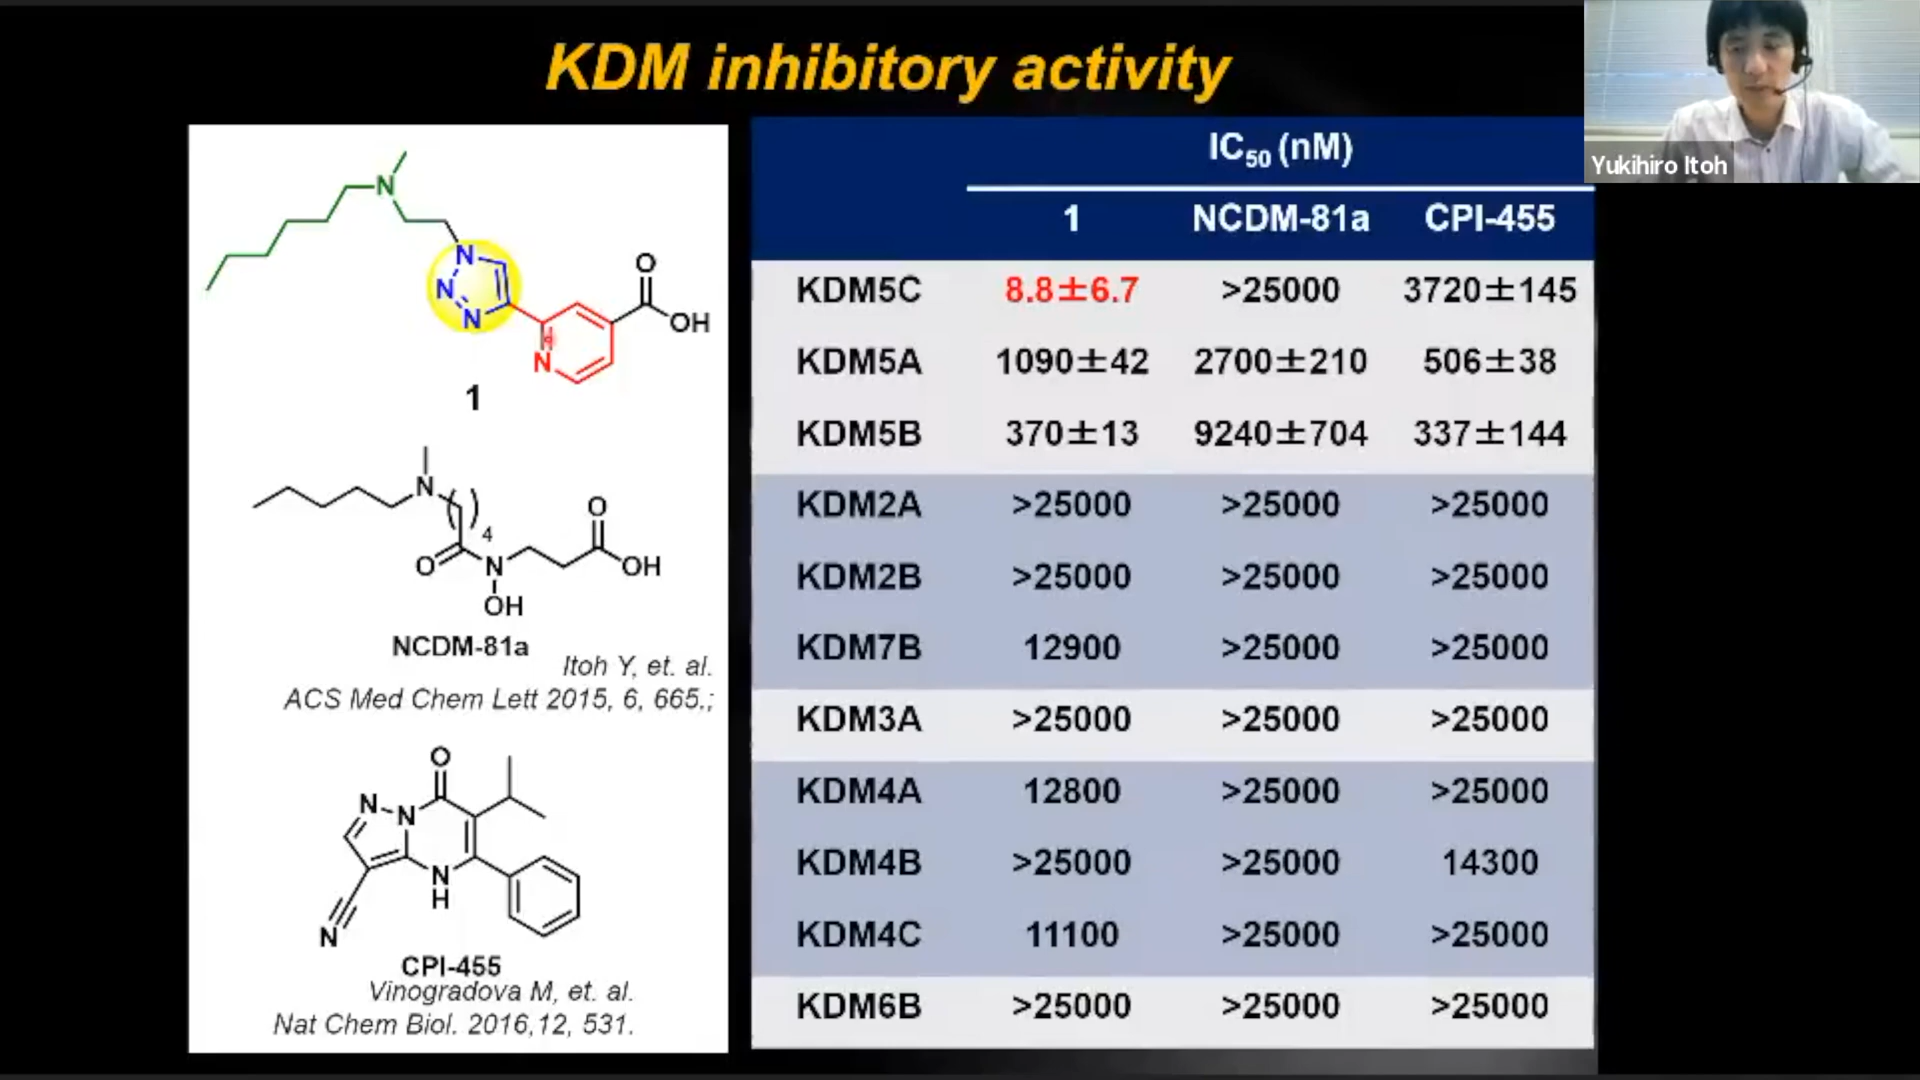 KDM inhibitory activity
Yukihiro Itoh
N
N
N
N
N
O
OH
1
N
4
O
N
OH
O
OH
NCDM-81a
Itoh Y, et. al.
ACS Med Chem Lett 2015, 6, 665.;
O
N
N
N
H
N
CPI-455
Vinogradova M, et. al.
Nat Chem Biol. 2016,12, 531.
IC50 (nM)
1 NCDM-81a CPI-455
KDM5C 8.8±6.7 >25000 3720±145
KDM5A 1090±42 2700±210 506±38
KDM5B 370±13 9240±704 337±144
KDM2A >25000 >25000 >25000
KDM2B >25000 >25000 >25000
KDM7B 12900 >25000 >25000
KDM3A >25000 >25000 >25000
KDM4A 12800 >25000 >25000
KDM4B >25000 >25000 14300
KDM4C 11100 >25000 >25000
KDM6B >25000 >25000 >25000